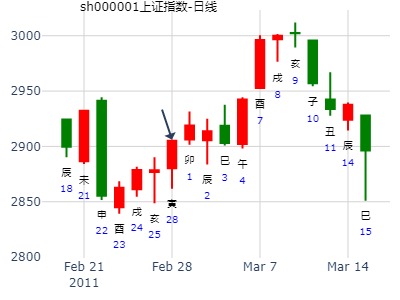 sh000001上证指数-日线
3000
2950
2900
2850
2800
辰
18
未
21
申
22
酉
23
戌
24
亥
25
寅
28
卯
1
辰
2
巳
3
午
4
酉
7
戌
8
亥
9
子
10
丑
11
辰
14
巳
15
Feb 21
2011
Feb 28
Mar 7
Mar 14